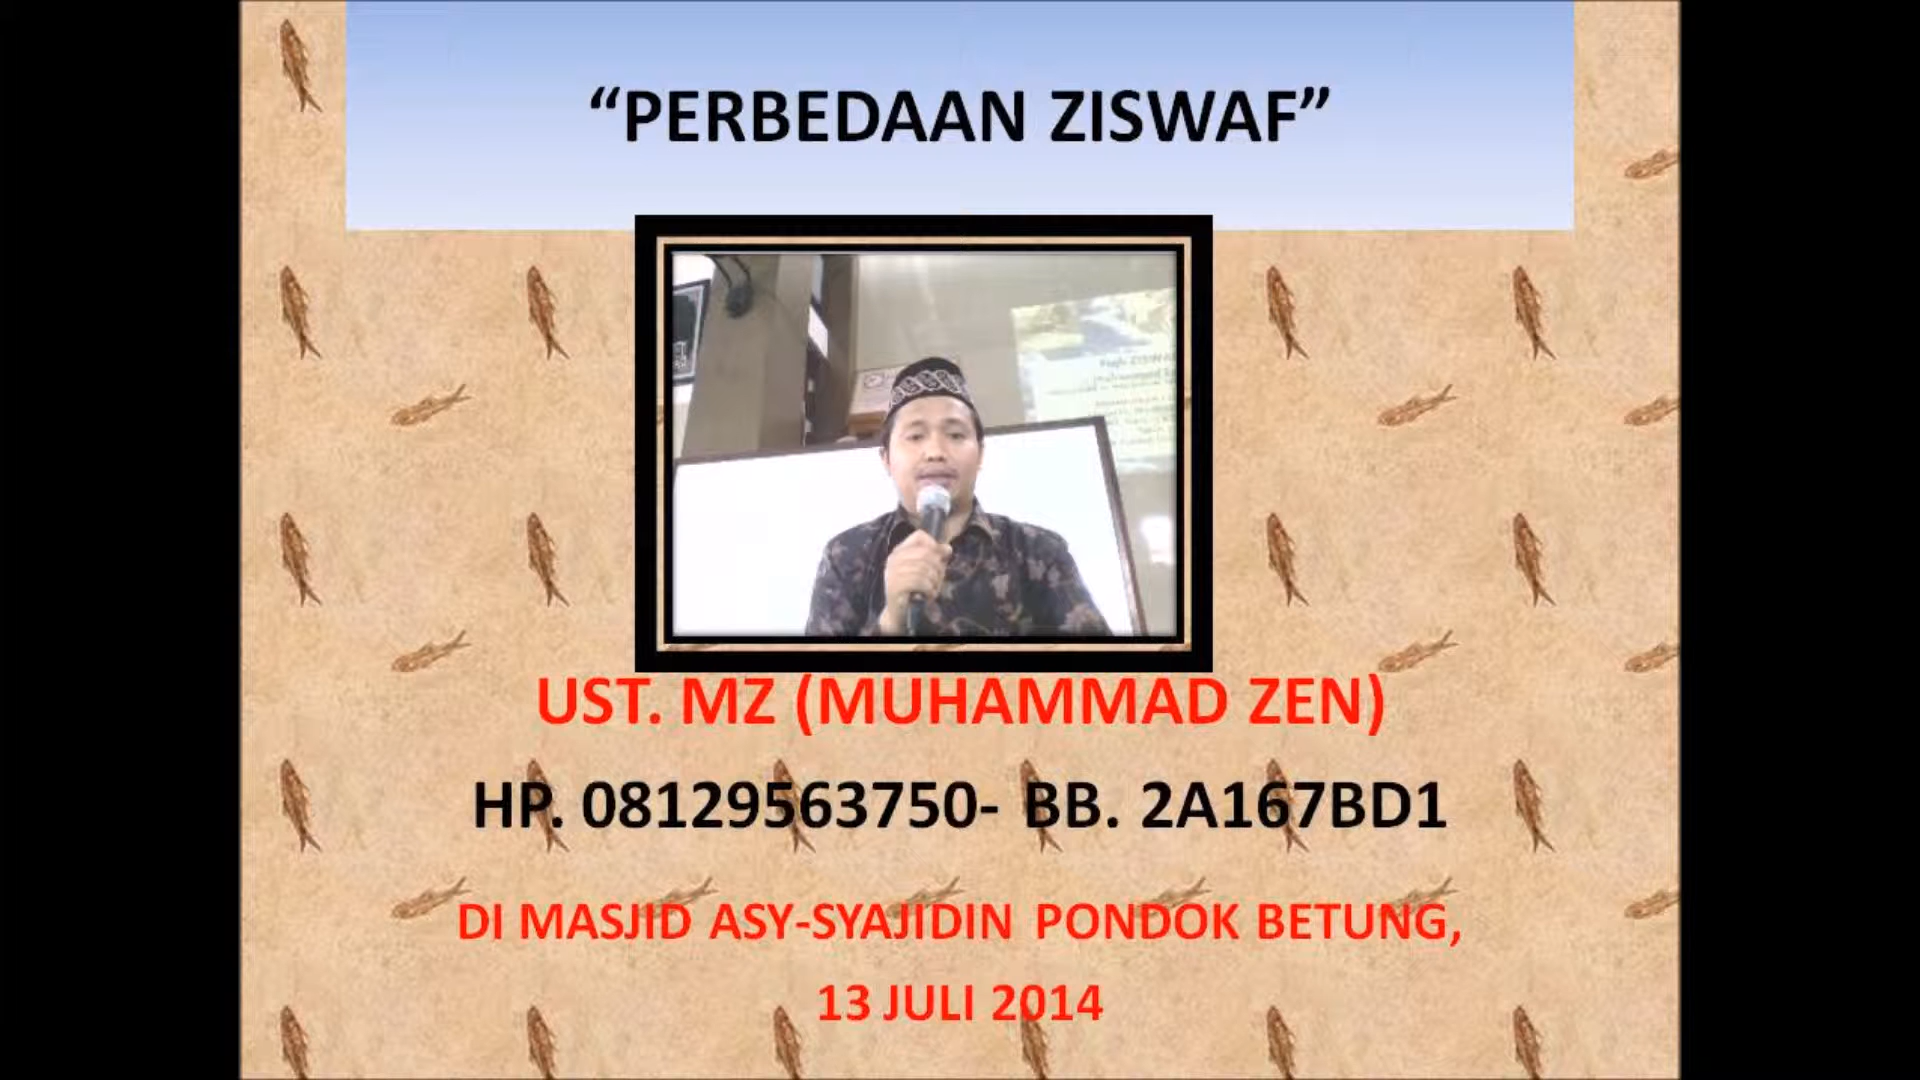 “PERBEDAAN ZISWAF”
UST. MZ (MUHAMMAD ZEN)
HP. 08129563750- BB. 2A167BD1
DI MASJID ASY-SYAJIDIN PONDOK BETUNG,
13 JULI 2014